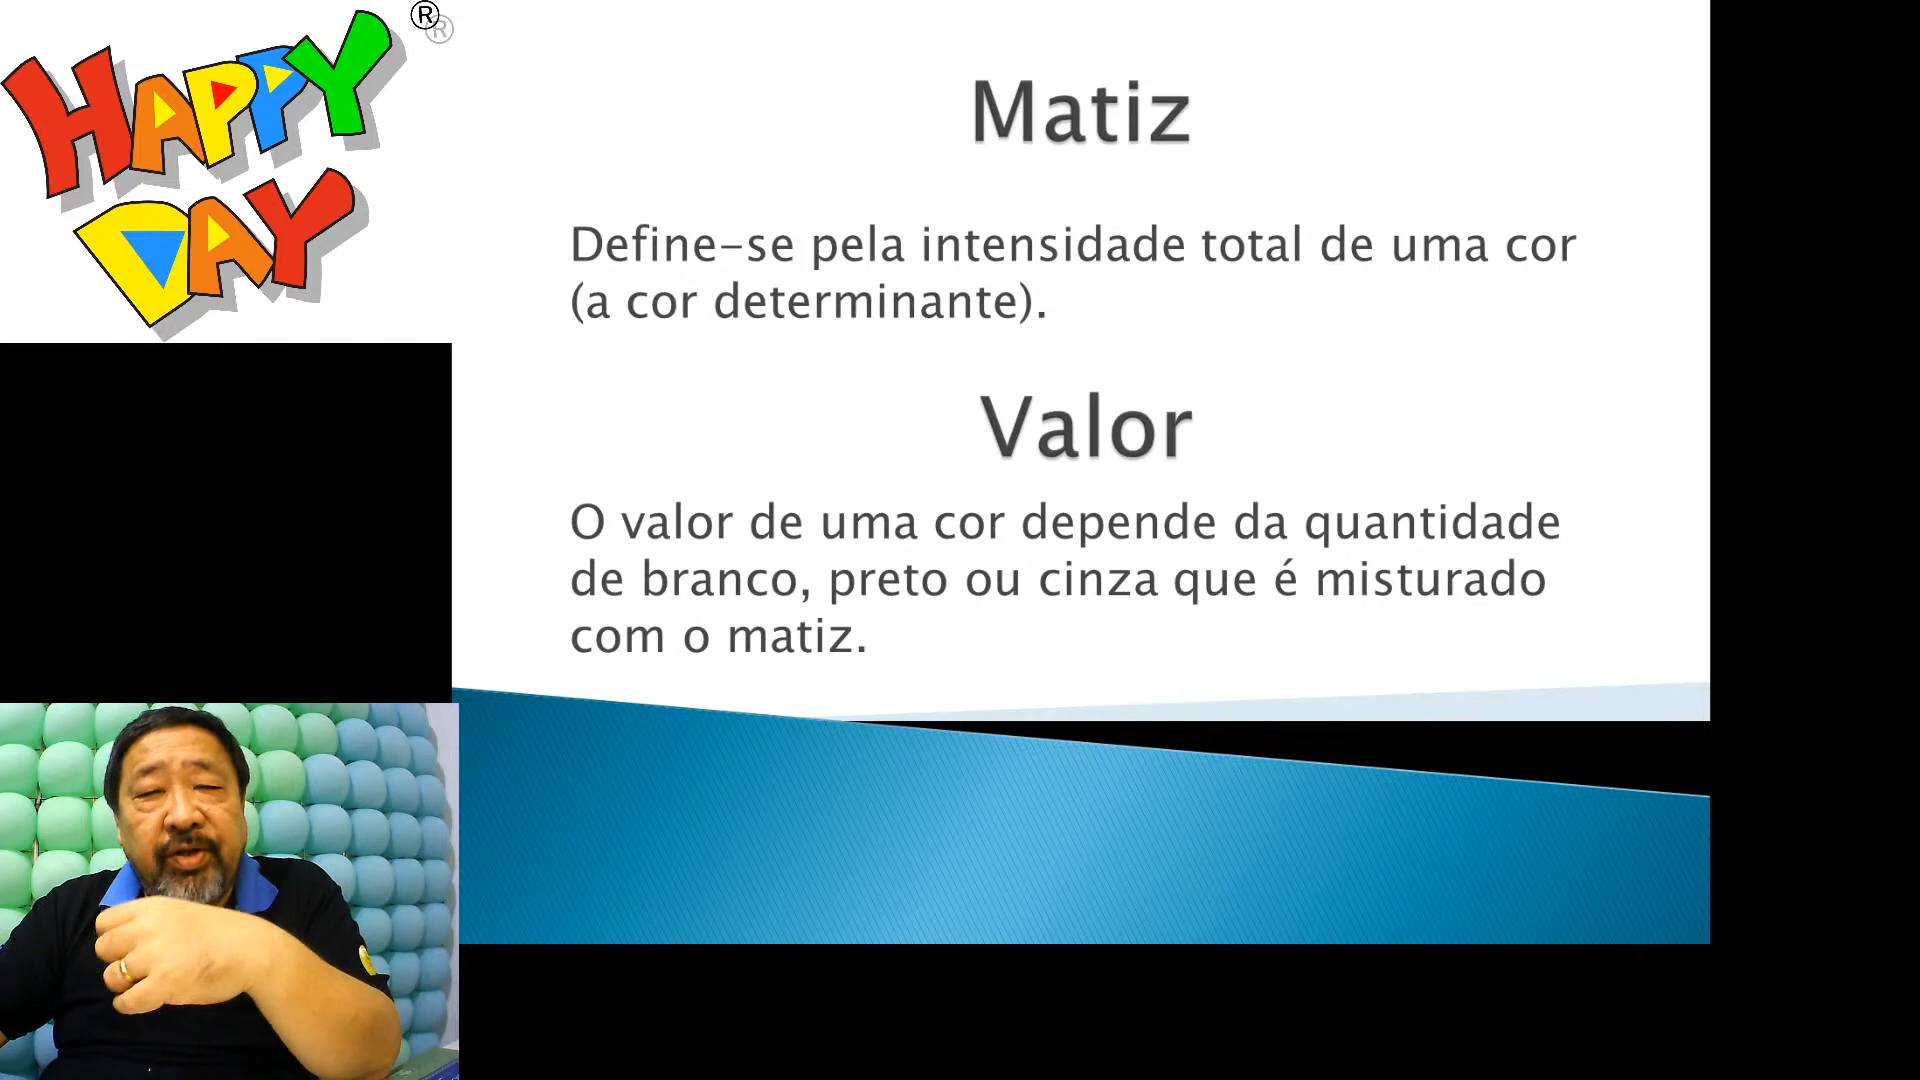 HAPPY
DAY
®
Matiz
Define-se pela intensidade total de uma cor
(a cor determinante).
Valor
O valor de uma cor depende da quantidade
de branco, preto ou cinza que é misturado
com o matiz.